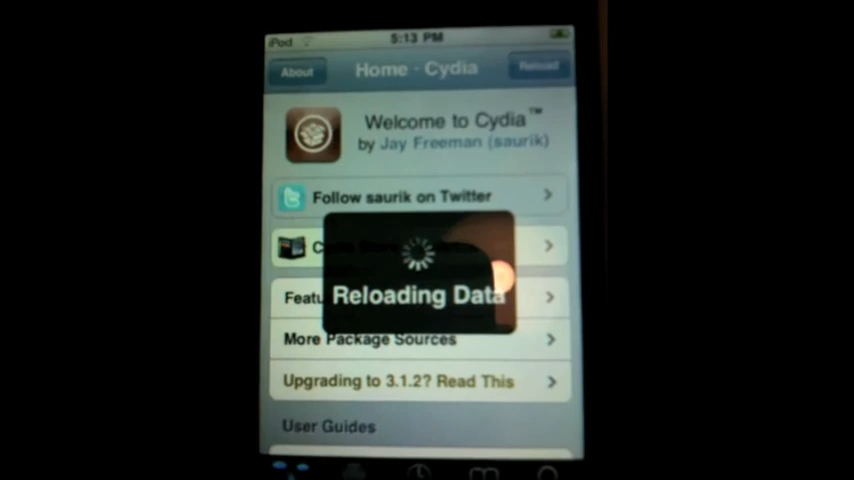 iPod 5:13 PM
About Home - Cydia Reload
Welcome to Cydia™
by Jay Freeman (saurik)
Follow saurik on Twitter
Reloading Data
More Package Sources
Upgrading to 3.1.2? Read This
User Guides